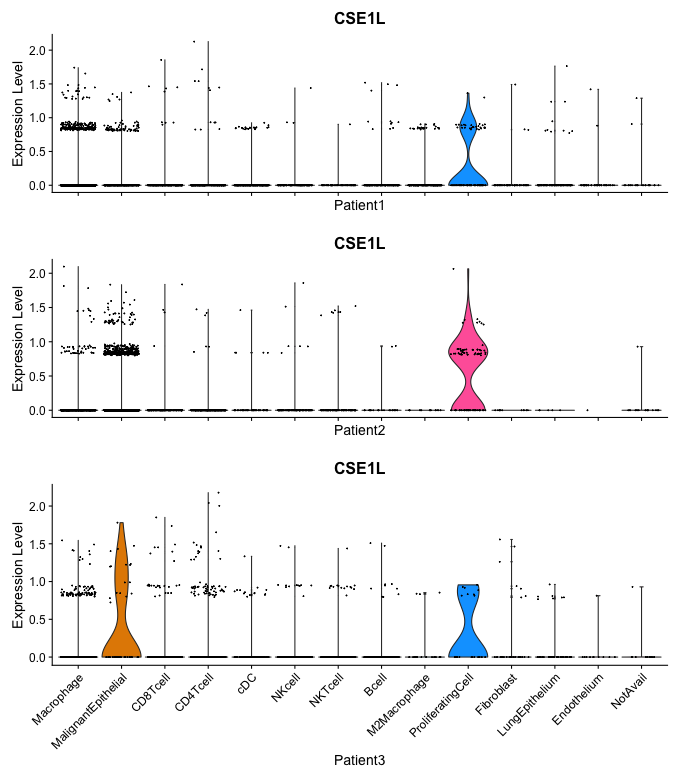 CSE1L
Expression Level
2.0
1.5
1.0
0.5
0.0
Patient1
CSE1L
Expression Level
2.0
1.5
1.0
0.5
0.0
Patient2
CSE1L
Expression Level
2.0
1.5
1.0
0.5
0.0
Macrophage
MalignantEpithelial
CD8Tcell
CD4Tcell
cDC
NKcell
NKTcell
Bcell
M2Macrophage
ProliferatingCell
Fibroblast
LungEpithelium
Endothelium
NotAvail
Patient3